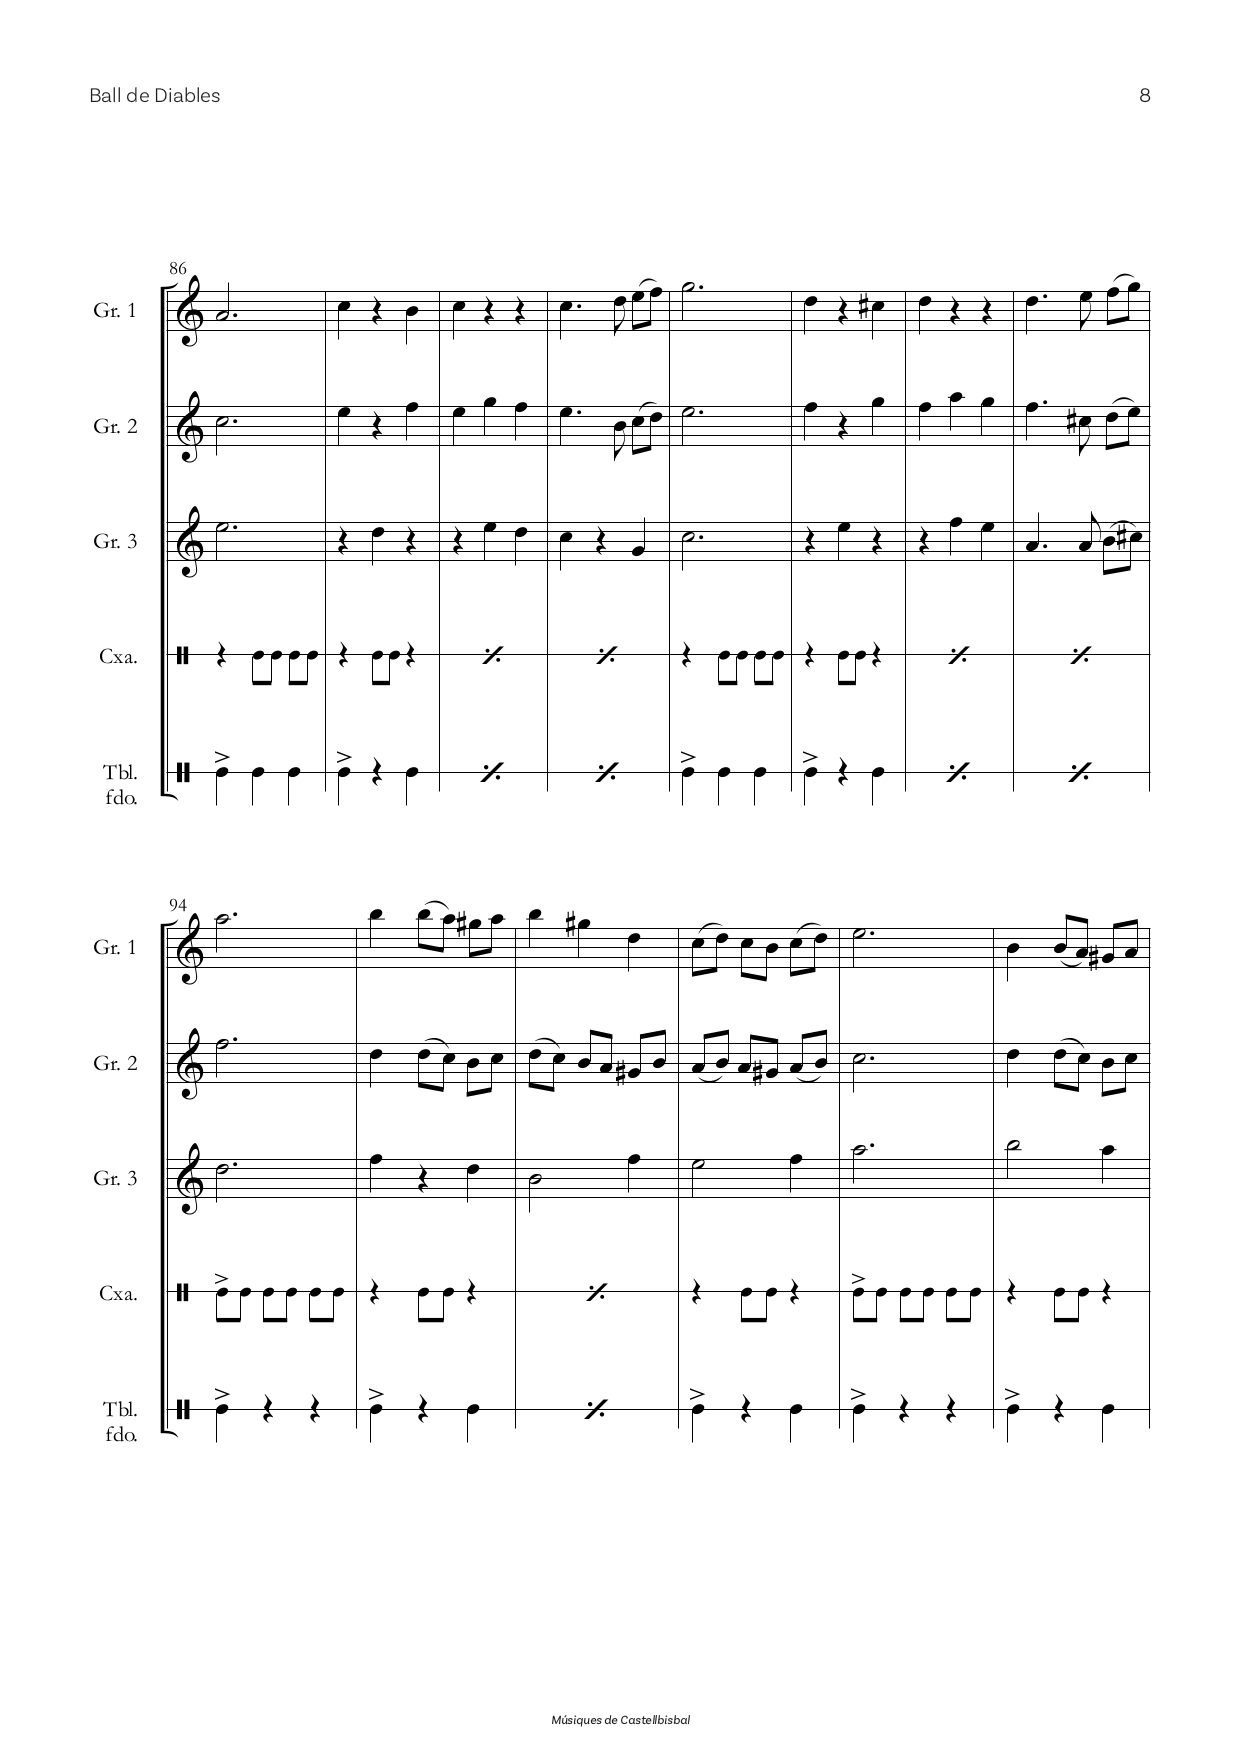 Ball de Diables 8
86
Gr. 1
Gr. 2
Gr. 3
Cxa.
Tbl.
fdo.
94
Gr. 1
Gr. 2
Gr. 3
Cxa.
Tbl.
fdo.
Músiques de Castellbisbal